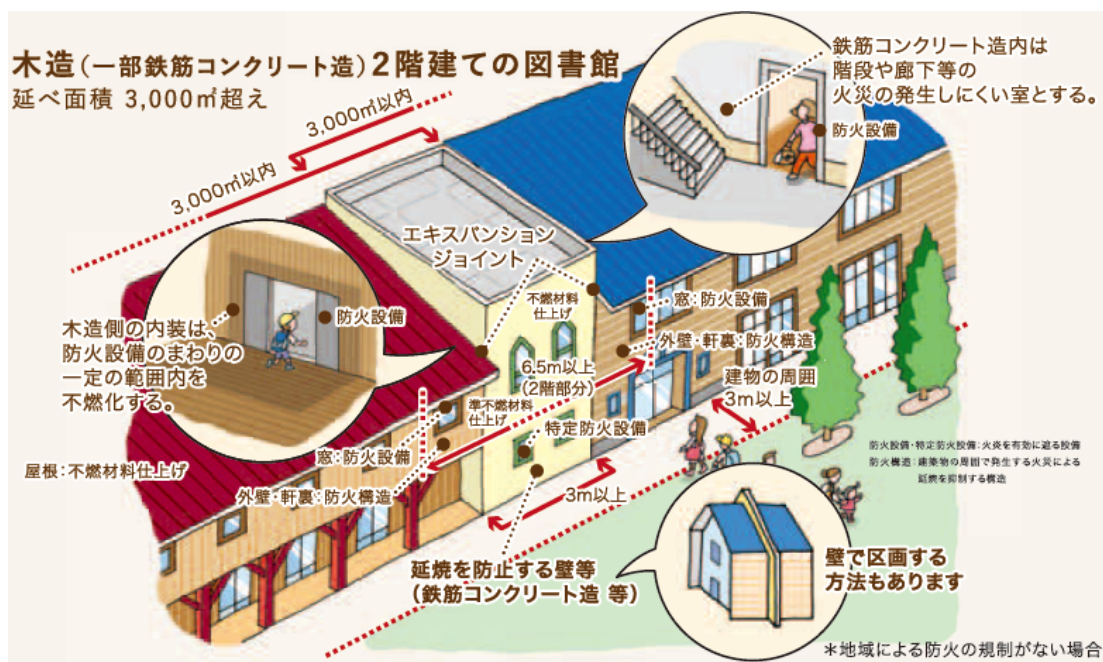 木造(一部鉄筋コンクリート造)2階建ての図書館
延べ面積 3,000㎡超え
3,000㎡以内
3,000㎡以内
鉄筋コンクリート造内は
階段や廊下等の
火災の発生しにくい室とする。
防火設備
エキスパンション
ジョイント
不燃材料
仕上げ
窓:防火設備
外壁・軒裏:防火構造
防火設備
木造側の内装は、
防火設備のまわりの
一定の範囲内を
不燃化する。
6.5m以上
(2階部分)
建物の周囲
3m以上
準不燃材料
仕上げ
特定防火設備
窓:防火設備
屋根:不燃材料仕上げ
外壁・軒裏:防火構造
3m以上
防火設備・特定防火設備:火炎を有効に遮る設備
防火構造:建築物の周囲で発生する火災による
延焼を抑制する構造
延焼を防止する壁等
(鉄筋コンクリート造 等)
壁で区画する
方法もあります
*地域による防火の規制がない場合